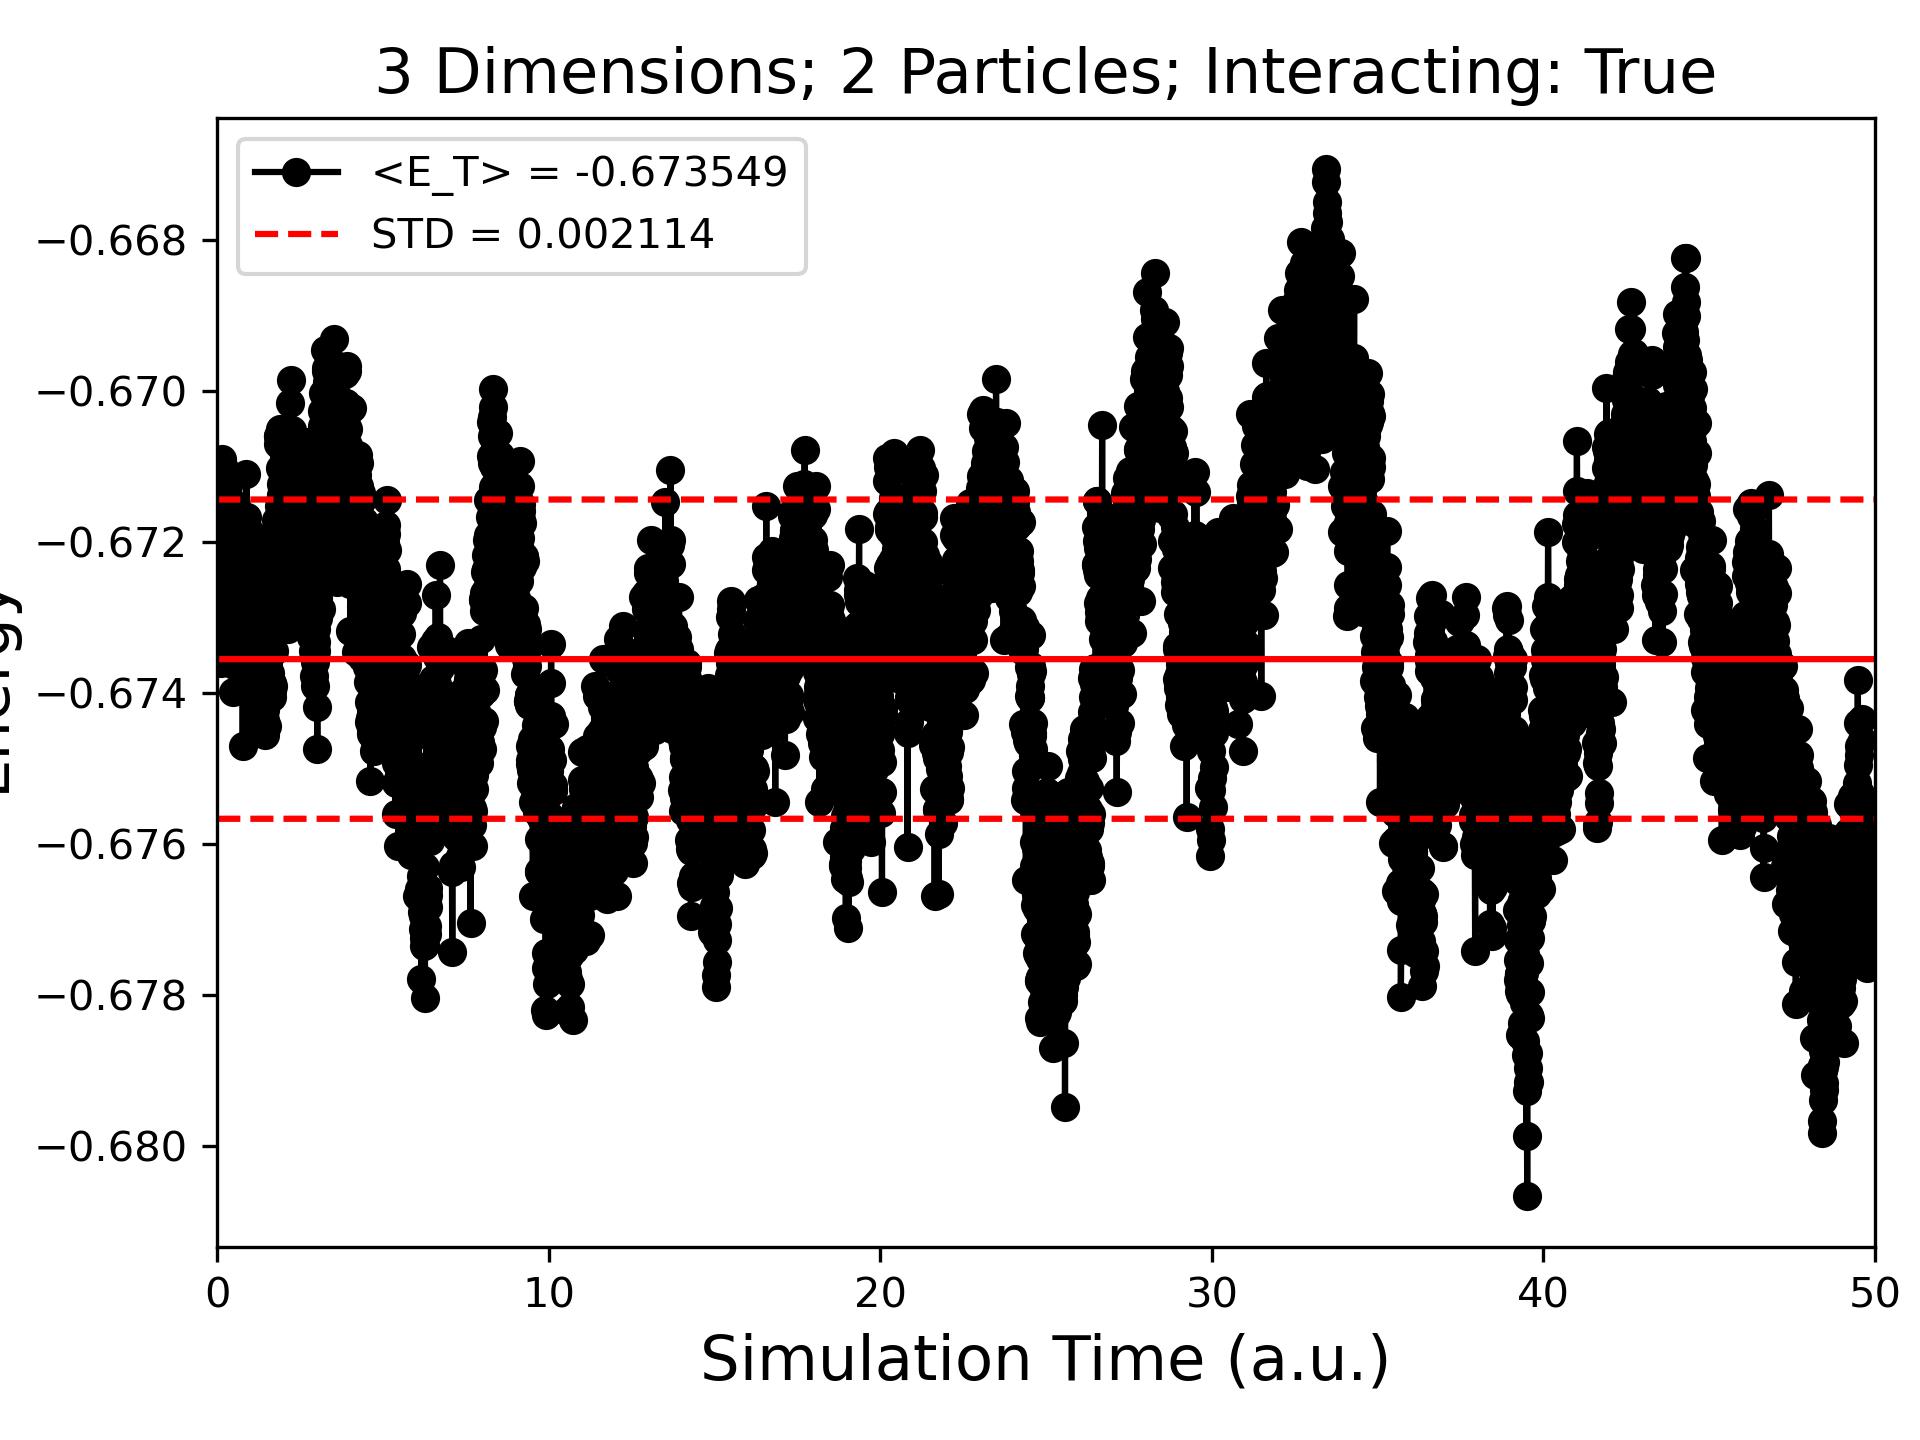 3 Dimensions; 2 Particles; Interacting: True
<E_T> = -0.673549
STD = 0.002114
−0.668
−0.670
−0.672
−0.674
−0.676
−0.678
−0.680
Energy
0 10 20 30 40 50
Simulation Time (a.u.)